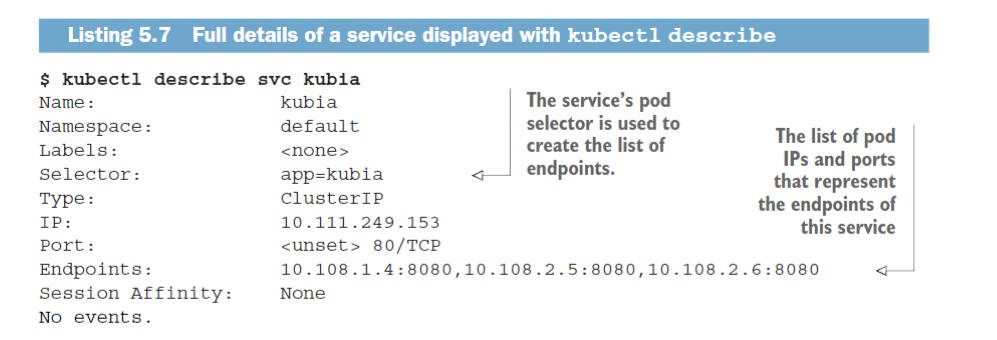 Listing 5.7 Full details of a service displayed with kubectl describe
$ kubectl describe svc kubia
Name: kubia
Namespace: default
Labels: <none>
Selector: app=kubia
Type: ClusterIP
IP: 10.111.249.153
Port: <unset> 80/TCP
Endpoints: 10.108.1.4:8080,10.108.2.5:8080,10.108.2.6:8080
Session Affinity: None
No events.
The service's pod
selector is used to
create the list of
endpoints.
The list of pod
IPs and ports
that represent
the endpoints of
this service